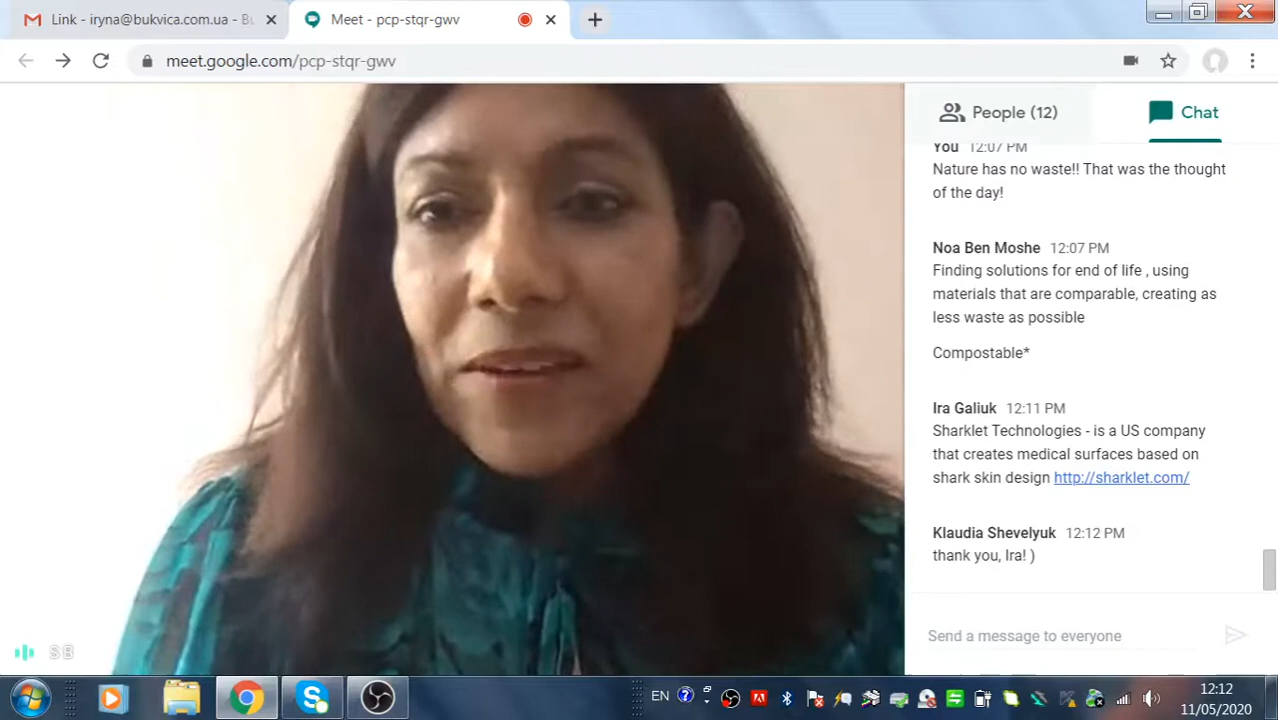 Link - iryna@bukvica.com.ua - Bu
Meet - pcp-stqr-gwv
meet.google.com/pcp-stqr-gwv
People (12)
Chat
You 12:07 PM
Nature has no waste!! That was the thought
of the day!
Noa Ben Moshe 12:07 PM
Finding solutions for end of life , using
materials that are comparable, creating as
less waste as possible
Compostable*
Ira Galiuk 12:11 PM
Sharklet Technologies - is a US company
that creates medical surfaces based on
shark skin design http://sharklet.com/
Klaudia Shevelyuk 12:12 PM
thank you, Ira! )
Send a message to everyone
SB
EN
12:12
11/05/2020